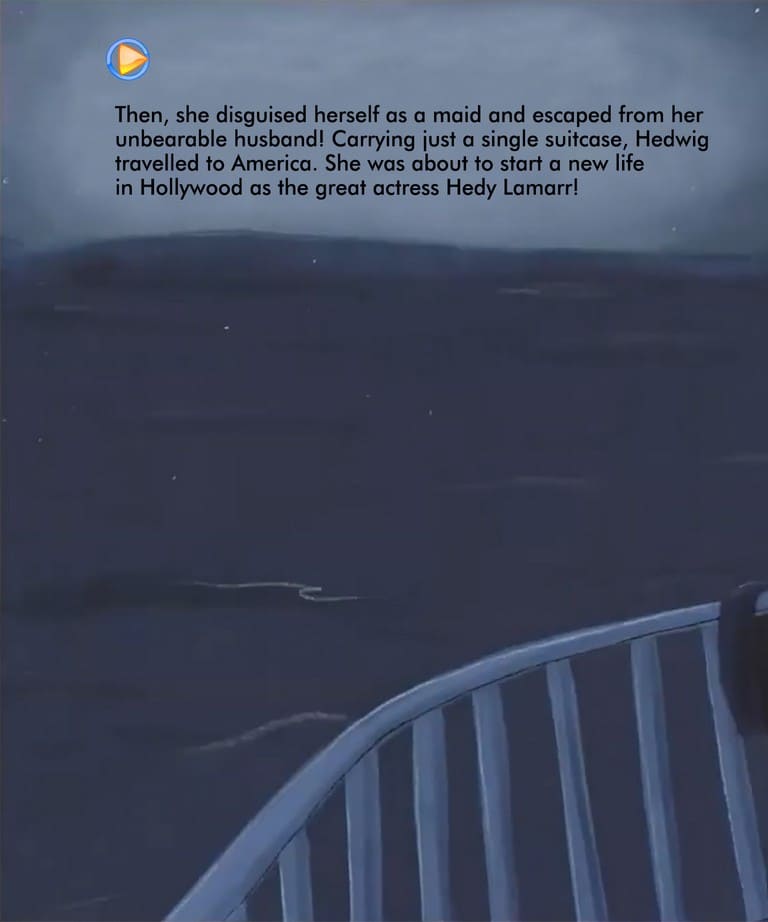 Then, she disguised herself as a maid and escaped from her
unbearable husband! Carrying just a single suitcase, Hedwig
travelled to America. She was about to start a new life
in Hollywood as the great actress Hedy Lamarr!